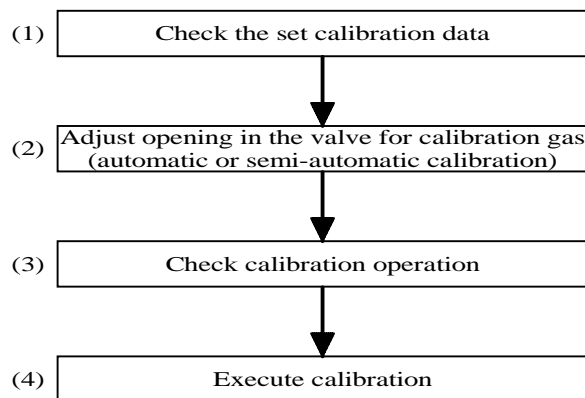 (1) Check the set calibration data
(2) Adjust opening in the valve for calibration gas
(automatic or semi-automatic calibration)
(3) Check calibration operation
(4) Execute calibration